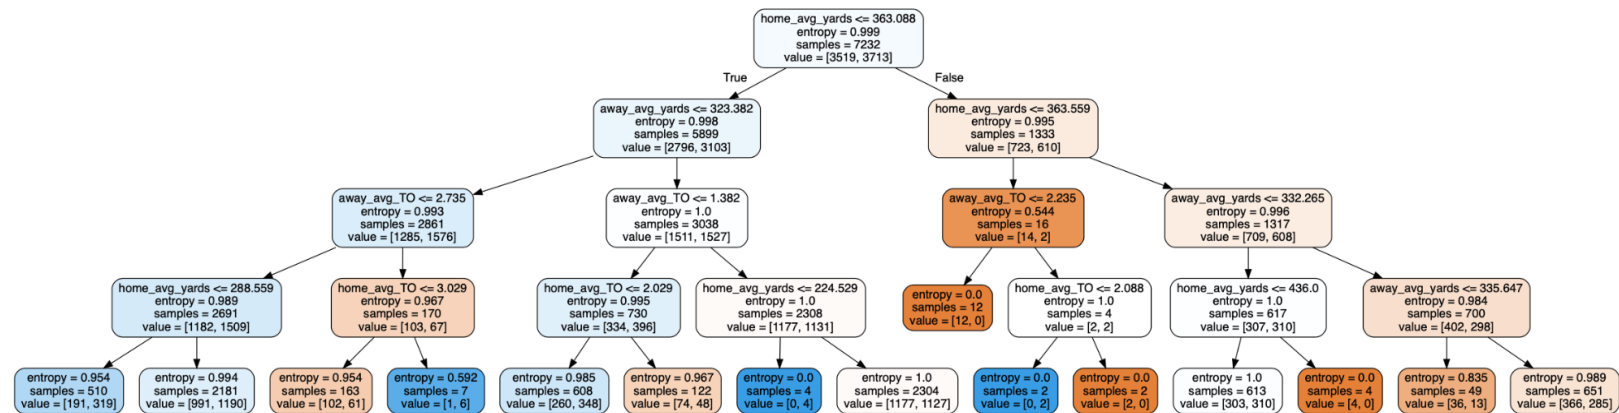 home_avg_yards <= 363.088
entropy = 0.999
samples = 7232
value = [3519, 3713]
True
False
away_avg_yards <= 323.382
entropy = 0.998
samples = 5899
value = [2796, 3103]
home_avg_yards <= 363.559
entropy = 0.995
samples = 1333
value = [723, 610]
away_avg_TO <= 2.735
entropy = 0.993
samples = 2861
value = [1285, 1576]
away_avg_TO <= 1.382
entropy = 1.0
samples = 3038
value = [1511, 1527]
away_avg_TO <= 2.235
entropy = 0.544
samples = 16
value = [14, 2]
away_avg_yards <= 332.265
entropy = 0.996
samples = 1317
value = [709, 608]
home_avg_yards <= 288.559
entropy = 0.989
samples = 2691
value = [1182, 1509]
home_avg_TO <= 3.029
entropy = 0.967
samples = 170
value = [103, 67]
home_avg_TO <= 2.029
entropy = 0.995
samples = 730
value = [334, 396]
home_avg_yards <= 224.529
entropy = 1.0
samples = 2308
value = [1177, 1131]
entropy = 0.0
samples = 12
value = [12, 0]
home_avg_TO <= 2.088
entropy = 1.0
samples = 4
value = [2, 2]
home_avg_yards <= 436.0
entropy = 1.0
samples = 617
value = [307, 310]
away_avg_yards <= 335.647
entropy = 0.984
samples = 700
value = [402, 298]
entropy = 0.954
samples = 510
value = [191, 319]
entropy = 0.994
samples = 2181
value = [991, 1190]
entropy = 0.954
samples = 163
value = [102, 61]
entropy = 0.592
samples = 7
value = [1, 6]
entropy = 0.985
samples = 608
value = [260, 348]
entropy = 0.967
samples = 122
value = [74, 48]
entropy = 0.0
samples = 4
value = [0, 4]
entropy = 1.0
samples = 2304
value = [1177, 1127]
entropy = 0.0
samples = 2
value = [0, 2]
entropy = 0.0
samples = 2
value = [2, 0]
entropy = 1.0
samples = 613
value = [303, 310]
entropy = 0.0
samples = 4
value = [4, 0]
entropy = 0.835
samples = 49
value = [36, 13]
entropy = 0.989
samples = 651
value = [366, 285]